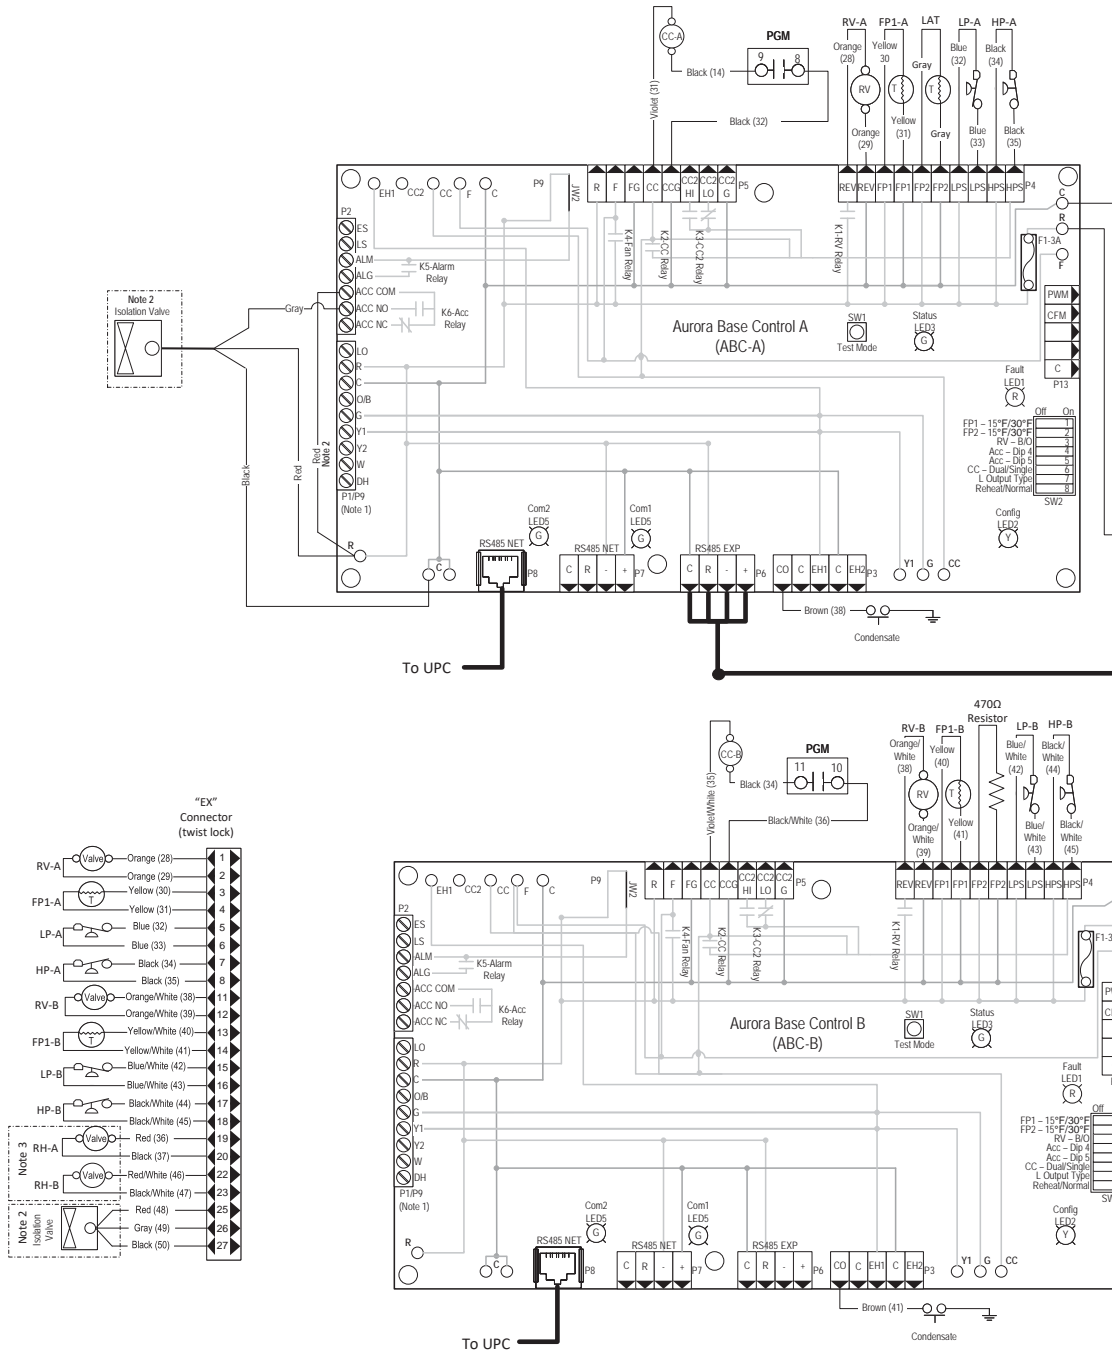 RV-A FP1-A LAT LP-A HP-A
CC-A
PGM
9 8
Black (14)
Violet (31)
Black (32)
Orange (28)
Yellow 30
Gray
Blue (32)
Black (34)
RV
T
T
Orange (29)
Yellow (31)
Gray
Blue (33)
Black (35)
EH1 CC2 CC F C
P9
JW2
R F FG CC CCG CC2 HI CC2 LO CC2 G
P5
REV REV FP1 FP1 FP2 FP2 LPS LPS HPS HPS
P4
C
R
F1-3A
F
P2
ES
LS
ALM
ALG
ACC COM
ACC NO
ACC NC
K5-Alarm Relay
K6-Acc Relay
K4-Fan Relay
K2-CC Relay
K3-CC2 Relay
K1-RV Relay
Note 2
Isolation Valve
Gray
Aurora Base Control A
(ABC-A)
SW1
Test Mode
Status
LED3
G
PWM
CFM
C
P13
Fault
LED1
R
LO
R
C
O/B
G
Y1
Y2
W
DH
P1/P9
(Note 1)
Black
Red
Red
Note 2
Off On
FP1 – 15°F/30°F 1
FP2 – 15°F/30°F 2
RV – B/O 3
Acc – Dip 4 4
Acc – Dip 5 5
CC – Dual/Single 6
L Output Type 7
Reheat/Normal 8
SW2
Config
LED2
Y
Com2
LED5
G
Com1
LED5
G
R
C
RS485 NET
P8
RS485 NET
C R - +
P7
RS485 EXP
C R - +
P6
CO C EH1 C EH2
P3
Y1 G CC
Brown (38)
Condensate
To UPC
470Ω
Resistor
RV-B FP1-B LP-B HP-B
CC-B
PGM
11 10
Black (34)
Violet/White (35)
Black/White (36)
Orange/White (38)
Yellow (40)
Blue/White (42)
Black/White (44)
RV
T
Orange/White (39)
Yellow (41)
Blue/White (43)
Black/White (45)
"EX"
Connector
(twist lock)
RV-A Valve Orange (28) 1
Orange (29) 2
FP1-A T Yellow (30) 3
Yellow (31) 4
LP-A Blue (32) 5
Blue (33) 6
HP-A Black (34) 7
Black (35) 8
RV-B Valve Orange/White (38) 11
Orange/White (39) 12
FP1-B T Yellow/White (40) 13
Yellow/White (41) 14
LP-B Blue/White (42) 15
Blue/White (43) 16
HP-B Black/White (44) 17
Black/White (45) 18
Note 3
RH-A Valve Red (36) 19
Black (37) 20
RH-B Valve Red/White (46) 22
Black/White (47) 23
Note 2
Isolation Valve
Red (48) 25
Gray (49) 26
Black (50) 27
EH1 CC2 CC F C
P9
JW2
R F FG CC CCG CC2 HI CC2 LO CC2 G
P5
REV REV FP1 FP1 FP2 FP2 LPS LPS HPS HPS
P4
P2
ES
LS
ALM
ALG
ACC COM
ACC NO
ACC NC
K5-Alarm Relay
K6-Acc Relay
K4-Fan Relay
K2-CC Relay
K3-CC2 Relay
K1-RV Relay
Aurora Base Control B
(ABC-B)
SW1
Test Mode
Status
LED3
G
Fault
LED1
R
LO
R
C
O/B
G
Y1
Y2
W
DH
P1/P9
(Note 1)
Off
FP1 – 15°F/30°F
FP2 – 15°F/30°F
RV – B/O
Acc – Dip 4
Acc – Dip 5
CC – Dual/Single
L Output Type
Reheat/Normal
Config
LED2
Y
Com2
LED5
G
Com1
LED5
G
R
C
RS485 NET
P8
RS485 NET
C R - +
P7
RS485 EXP
C R - +
P6
CO C EH1 C EH2
P3
Y1 G CC
Brown (41)
Condensate
To UPC